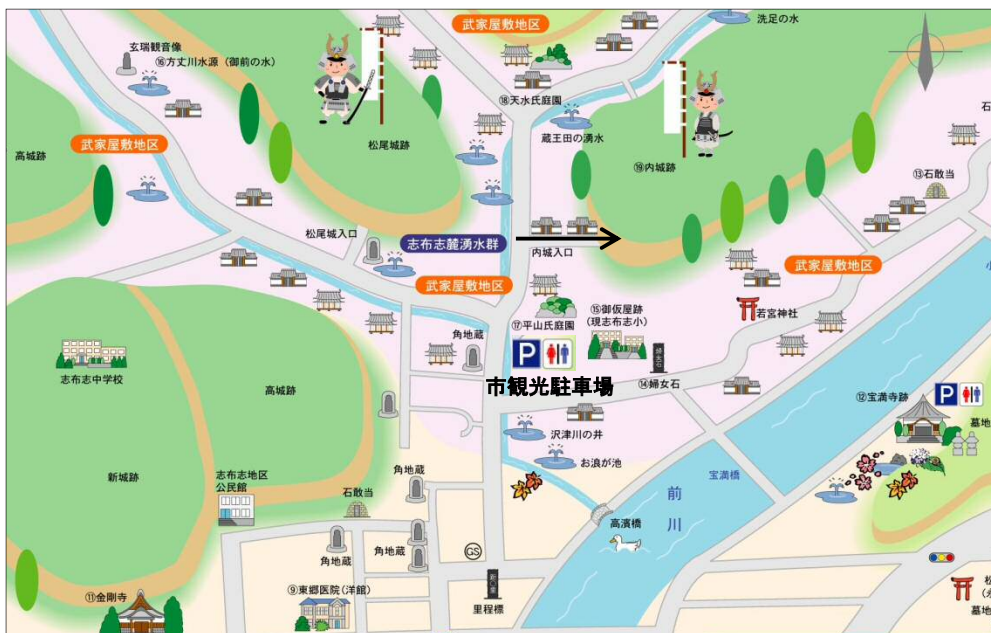 武家屋敷地区
洗足の水
玄瑞観音像
⑯方丈川水源（御前の水）
⑱天水氏庭園
蔵王田の湧水
武家屋敷地区
高城跡
松尾城跡
⑲内城跡
石
⑬石敢当
松尾城入口
志布志麓湧水群
内城入口
武家屋敷地区
武家屋敷地区
小
⑮御仮屋跡
(現志布志小)
若宮神社
⑰平山氏庭園
角地蔵
P
志布志中学校
市観光駐車場
⑭婦女石
高城跡
⑫宝満寺跡
P
墓地
沢津川の井
お浪が池
新城跡
志布志地区
公民館
角地蔵
石敢当
宝満橋
前川
高濱橋
角地蔵
角地蔵
GS
⑨東郷医院(洋館)
里程標
⑪金剛寺
松
墓地